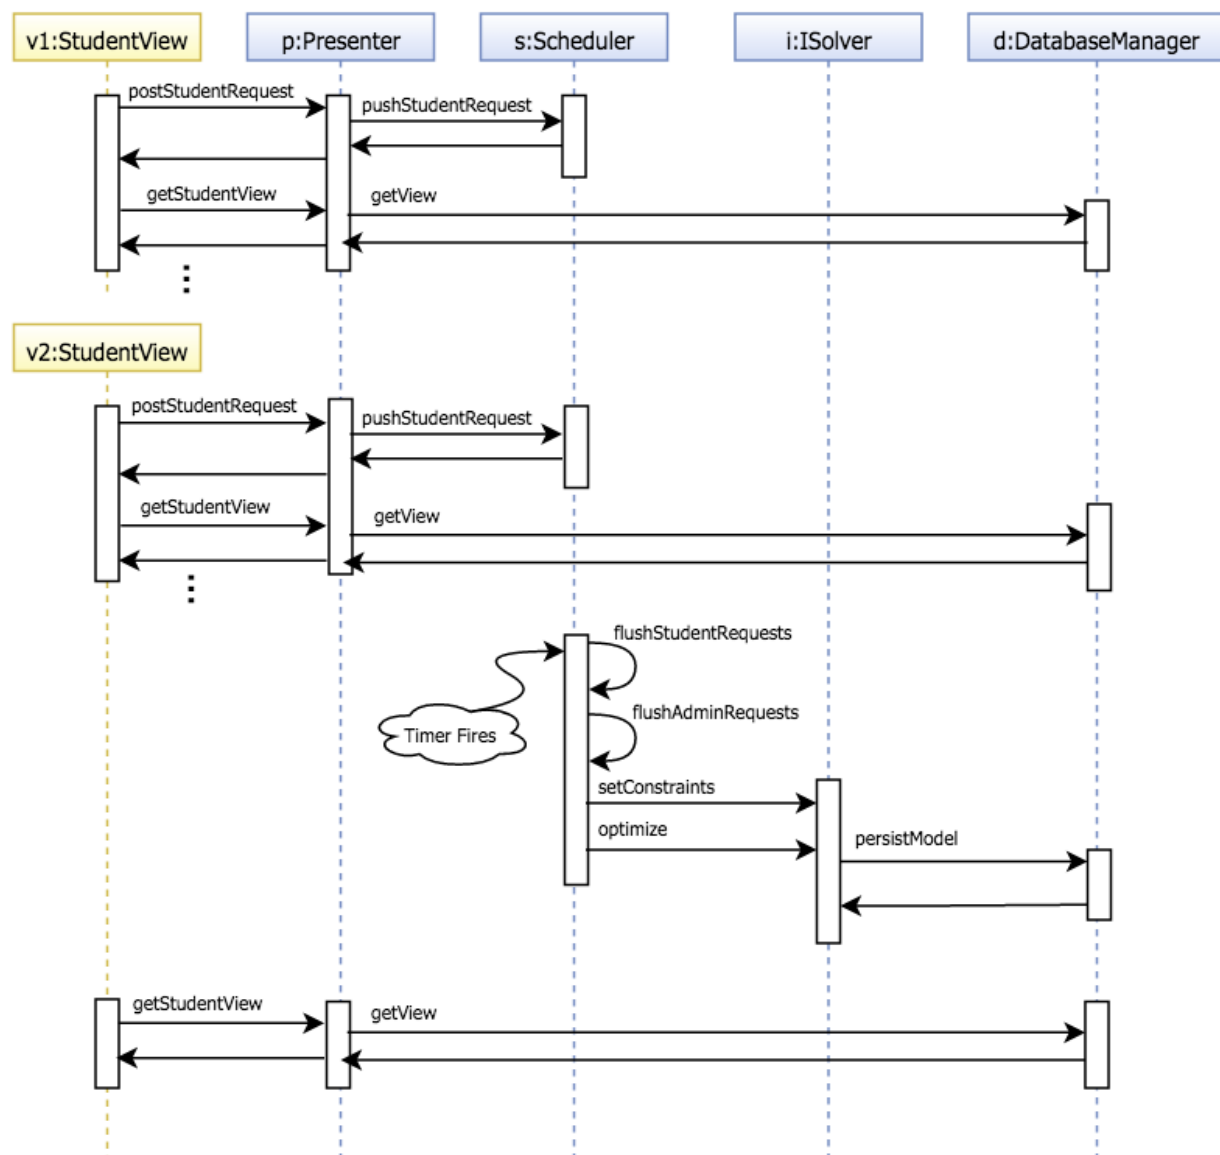 v1:StudentView
p:Presenter
s:Scheduler
i:ISolver
d:DatabaseManager
postStudentRequest
pushStudentRequest
getStudentView
getView
...
v2:StudentView
postStudentRequest
pushStudentRequest
getStudentView
getView
...
flushStudentRequests
flushAdminRequests
Timer Fires
setConstraints
optimize
persistModel
getStudentView
getView